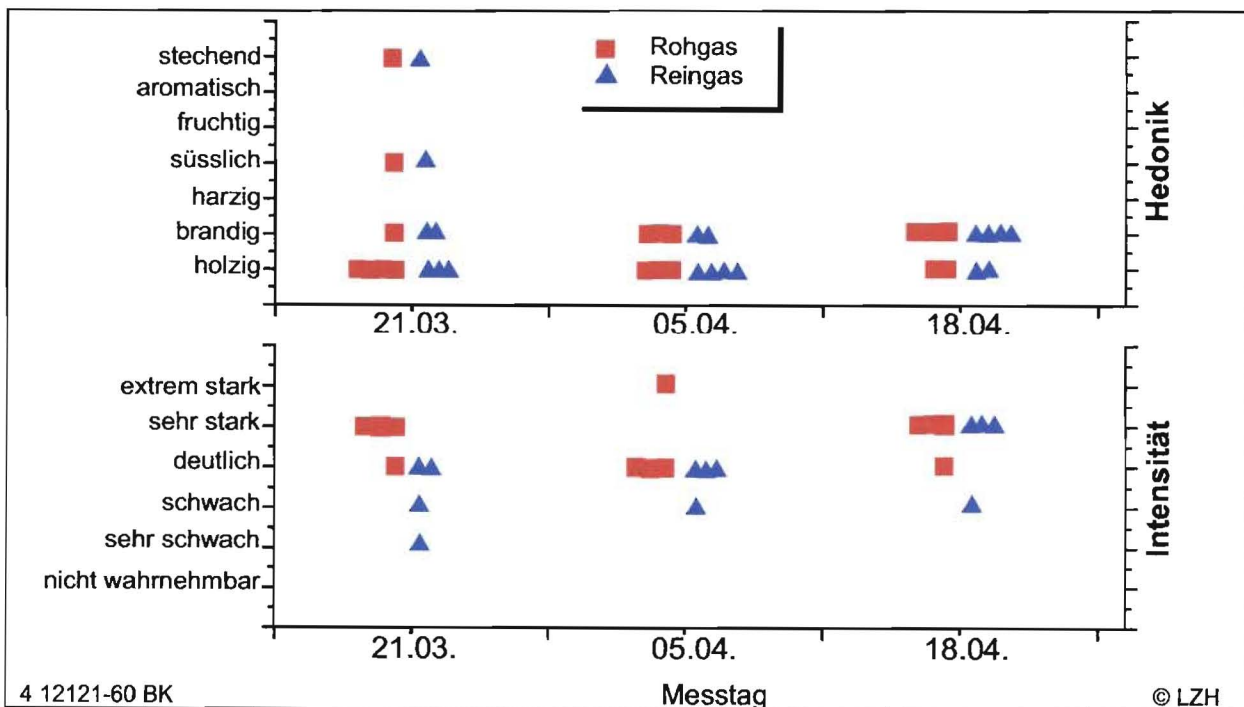 Rohgas
Reingas
stechend
aromatisch
fruchtig
süsslich
harzig
brandig
holzig
Hedonik
21.03. 05.04. 18.04.
extrem stark
sehr stark
deutlich
schwach
sehr schwach
nicht wahrnehmbar
Intensität
21.03. 05.04. 18.04.
4 12121-60 BK Messtag © LZH